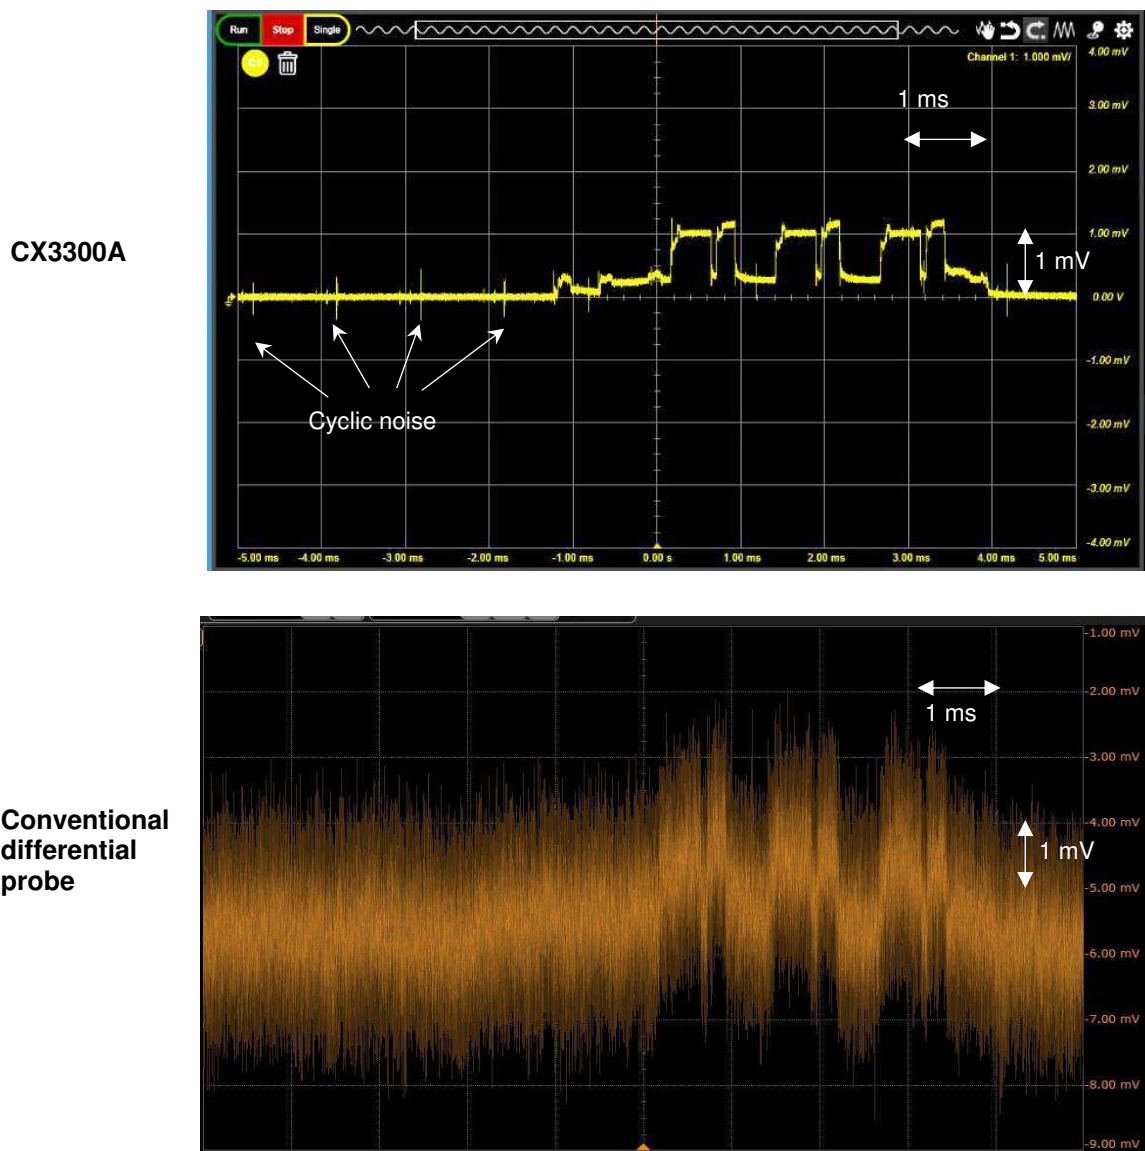 Run Stop Single
Channel 1: 1.000 mV/
4.00 mV
1 ms
3.00 mV
2.00 mV
CX3300A
1.00 mV
1 mV
0.00 V
-1.00 mV
Cyclic noise
-2.00 mV
-3.00 mV
-4.00 mV
-5.00 ms -4.00 ms -3.00 ms -2.00 ms -1.00 ms 0.00 s 1.00 ms 2.00 ms 3.00 ms 4.00 ms 5.00 ms
-1.00 mV
-2.00 mV
1 ms
-3.00 mV
Conventional
differential
probe
-4.00 mV
1 mV
-5.00 mV
-6.00 mV
-7.00 mV
-8.00 mV
-9.00 mV